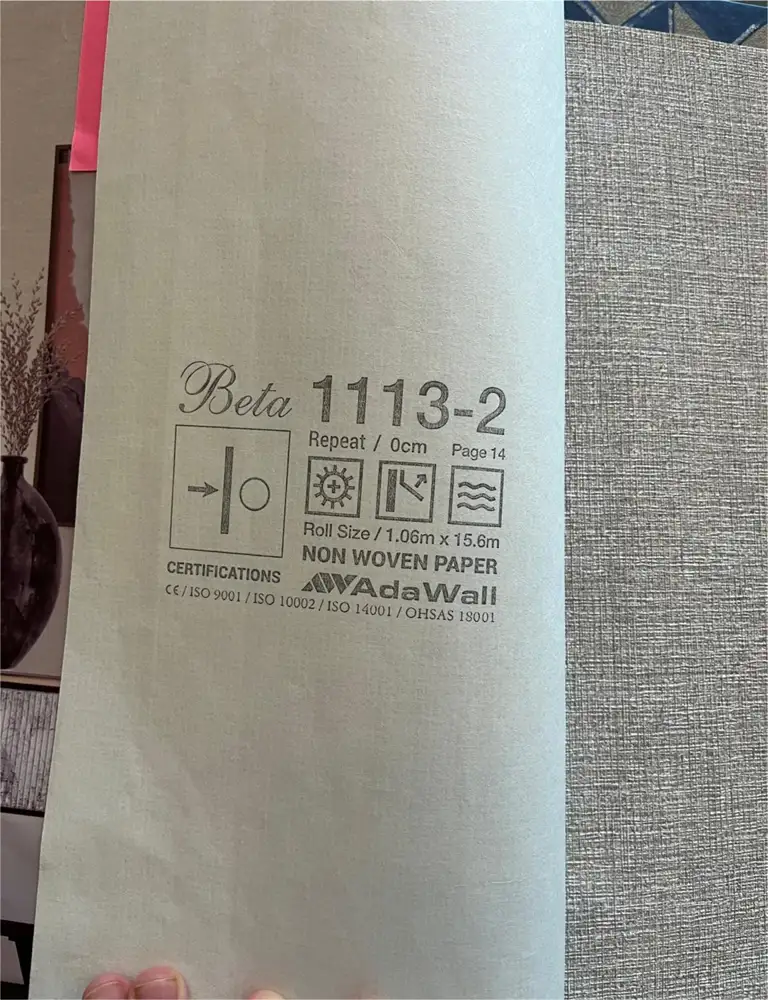 Beta 1113-2
Repeat / 0cm Page 14
Roll Size / 1.06m x 15.6m
NON WOVEN PAPER
CERTIFICATIONS AdaWall
CE / ISO 9001 / ISO 10002 / ISO 14001 / OHSAS 18001